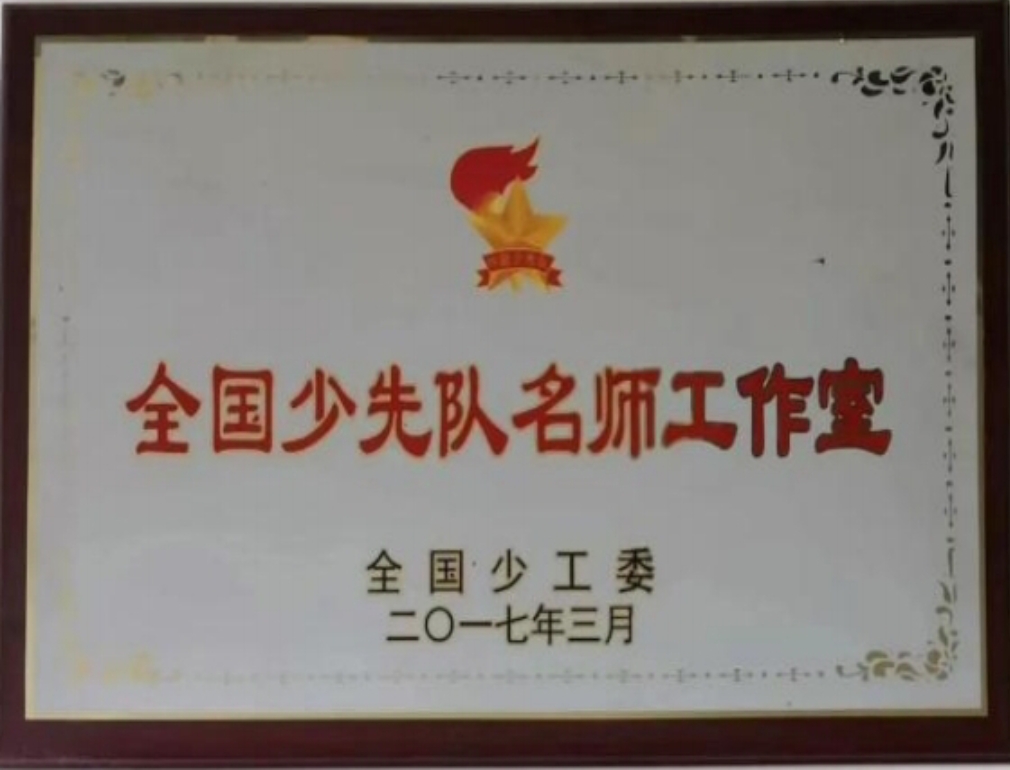 全国少先队名师工作室
全国少工委
二〇一七年三月